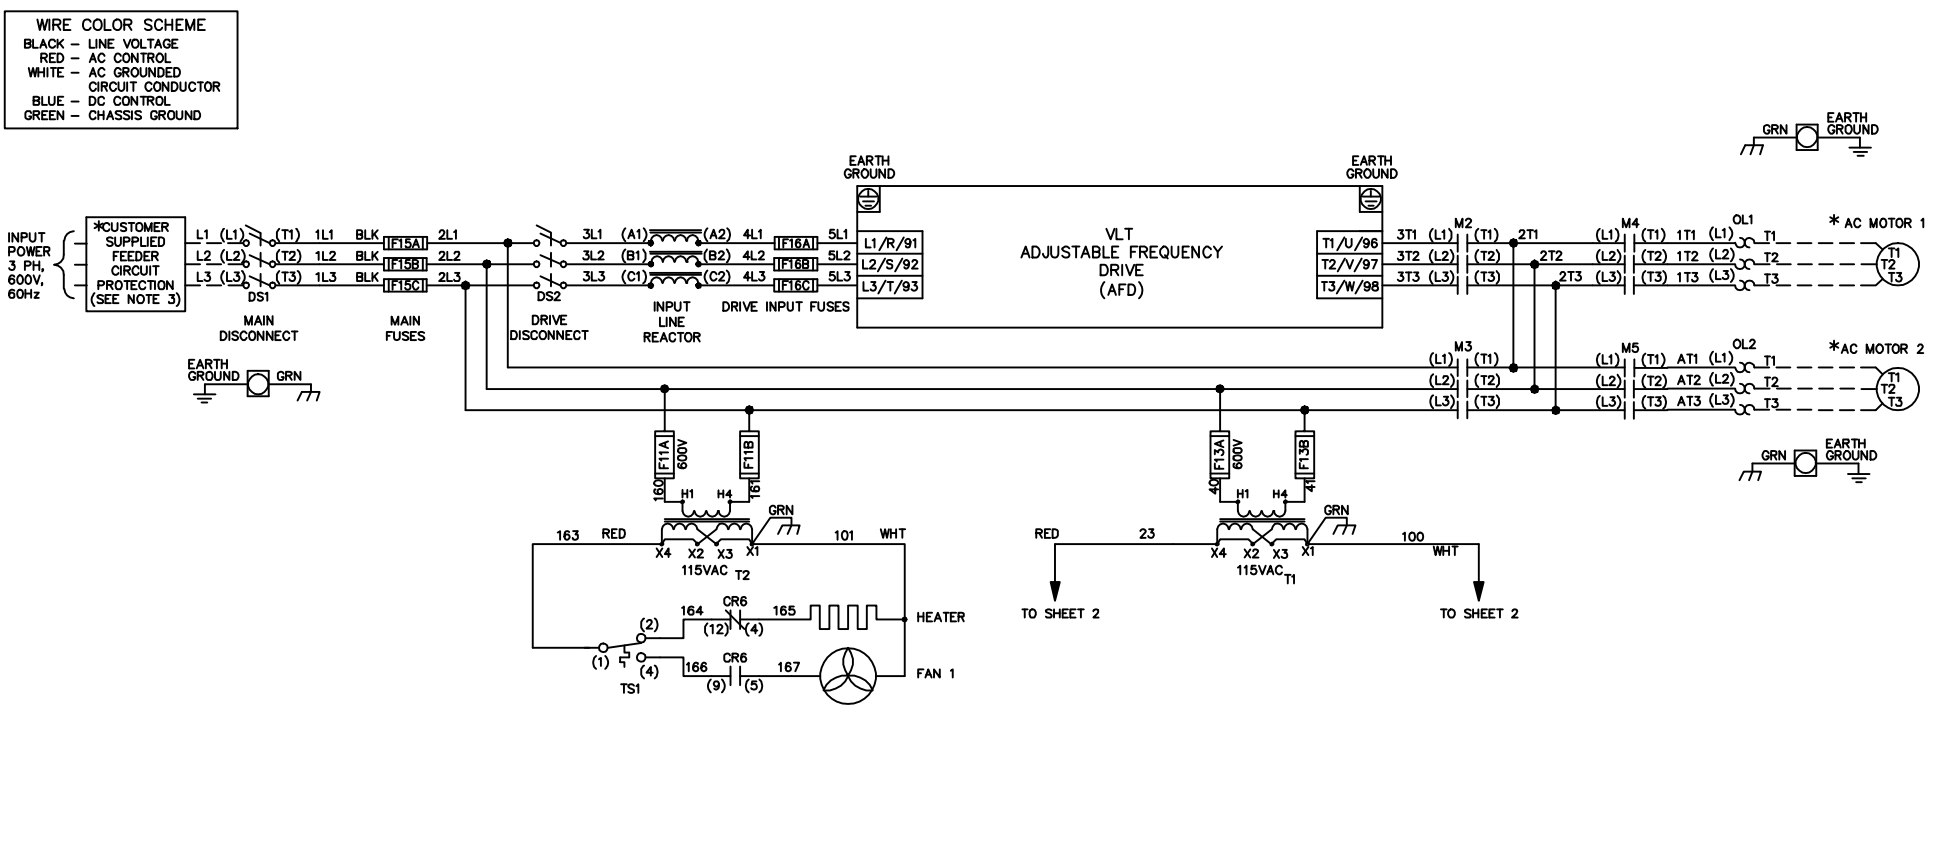 WIRE COLOR SCHEME
BLACK – LINE VOLTAGE
RED – AC CONTROL
WHITE – AC GROUNDED
CIRCUIT CONDUCTOR
BLUE – DC CONTROL
GREEN – CHASSIS GROUND
GRN
EARTH
GROUND
EARTH
GROUND
EARTH
GROUND
INPUT
POWER
3 PH,
600V,
60Hz
*CUSTOMER
SUPPLIED
FEEDER
CIRCUIT
PROTECTION
(SEE NOTE 3)
L1 (L1) (T1) 1L1 BLK F15A 2L1 3L1 (A1) (A2) 4L1 F16A 5L1 L1/R/91
L2 (L2) (T2) 1L2 BLK F15B 2L2 3L2 (B1) (B2) 4L2 F16B 5L2 L2/S/92
L3 (L3) (T3) 1L3 BLK F15C 2L3 3L3 (C1) (C2) 4L3 F16C 5L3 L3/T/93
DS1
MAIN
DISCONNECT
MAIN
FUSES
DS2
DRIVE
DISCONNECT
INPUT
LINE
REACTOR
DRIVE INPUT FUSES
VLT
ADJUSTABLE FREQUENCY
DRIVE
(AFD)
M2 M4 OL1 * AC MOTOR 1
T1/U/96 3T1 (L1) (T1) 2T1 (L1) (T1) 1T1 (L1) T1 T1
T2/V/97 3T2 (L2) (T2) 2T2 (L2) (T2) 1T2 (L2) T2 T2
T3/W/98 3T3 (L3) (T3) 2T3 (L3) (T3) 1T3 (L3) T3 T3
M3 M5 OL2 *AC MOTOR 2
(L1) (T1) (L1) (T1) AT1 (L1) T1 T1
(L2) (T2) (L2) (T2) AT2 (L2) T2 T2
(L3) (T3) (L3) (T3) AT3 (L3) T3 T3
EARTH
GROUND
GRN
GRN
EARTH
GROUND
F11A
600V
F11B
160
161
H1 H4
GRN
163 RED
101 WHT
X4 X2 X3 X1
115VAC T2
164 CR6 165
(2) (12) (4)
HEATER
(1)
(4)
TS1
166 CR6 167
(9) (5)
FAN 1
F13A
600V
F13B
40
41
H1 H4
GRN
RED 23
100
WHT
X4 X2 X3 X1
115VAC T1
TO SHEET 2
TO SHEET 2